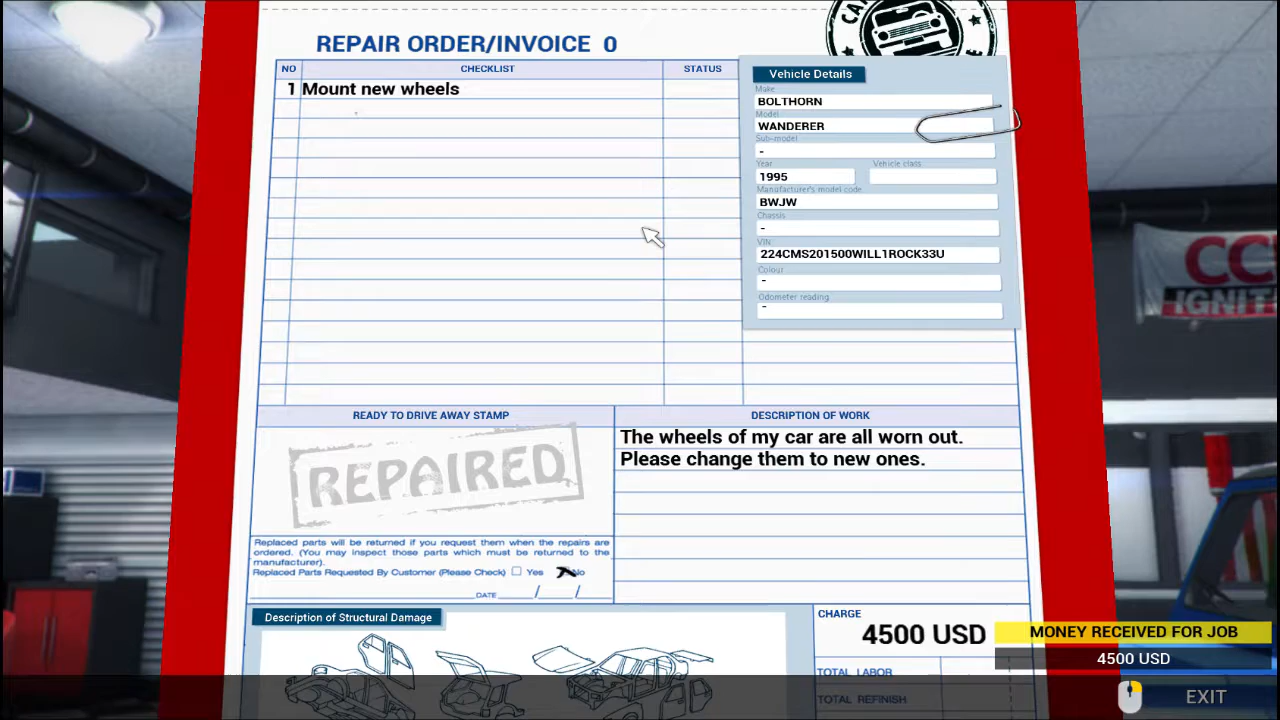 REPAIR ORDER/INVOICE 0
NO CHECKLIST STATUS
1 Mount new wheels
Vehicle Details
Make
BOLTHORN
Model
WANDERER
Sub-model
-
Year Vehicle class
1995
Manufacturer's model code
BWJW
Chassis
-
VIN
224CMS201500WILL1ROCK33U
Colour
-
Odometer reading
-
READY TO DRIVE AWAY STAMP
REPAIRED
DESCRIPTION OF WORK
The wheels of my car are all worn out.
Please change them to new ones.
Replaced parts will be returned if you request them when the repairs are
ordered. (You may inspect those parts which must be returned to the
manufacturer).
Replaced Parts Requested By Customer (Please Check) Yes No
DATE / /
Description of Structural Damage
CHARGE
4500 USD
TOTAL LABOR
TOTAL REFINISH
MONEY RECEIVED FOR JOB
4500 USD
EXIT
IGNIT